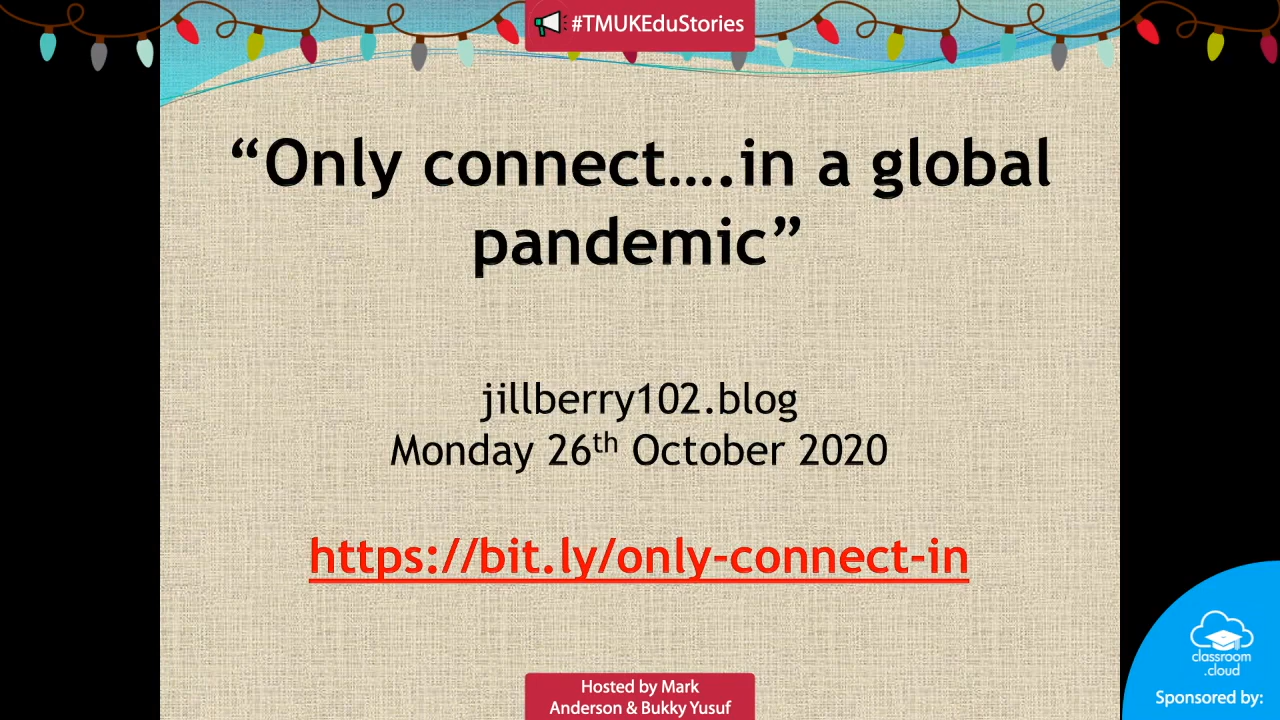 #TMUKEduStories
“Only connect….in a global
pandemic”
jillberry102.blog
Monday 26th October 2020
https://bit.ly/only-connect-in
classroom
.cloud
Sponsored by:
Hosted by Mark
Anderson & Bukky Yusuf